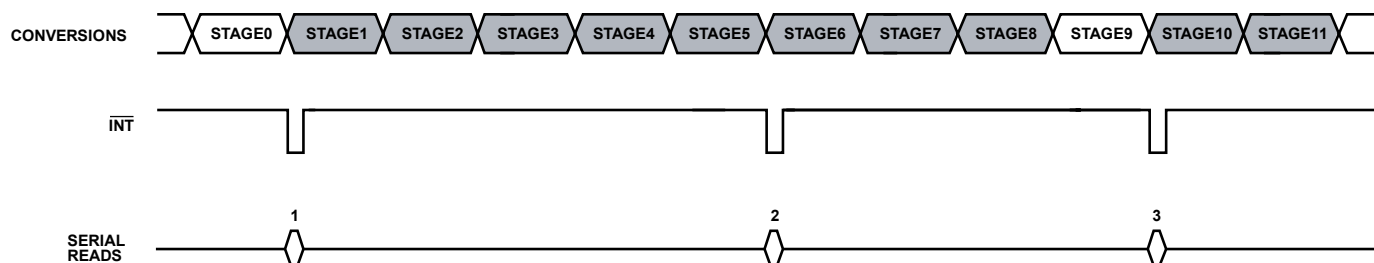 CONVERSIONS STAGE0 STAGE1 STAGE2 STAGE3 STAGE4 STAGE5 STAGE6 STAGE7 STAGE8 STAGE9 STAGE10 STAGE11
INT
1 2 3
SERIAL
READS